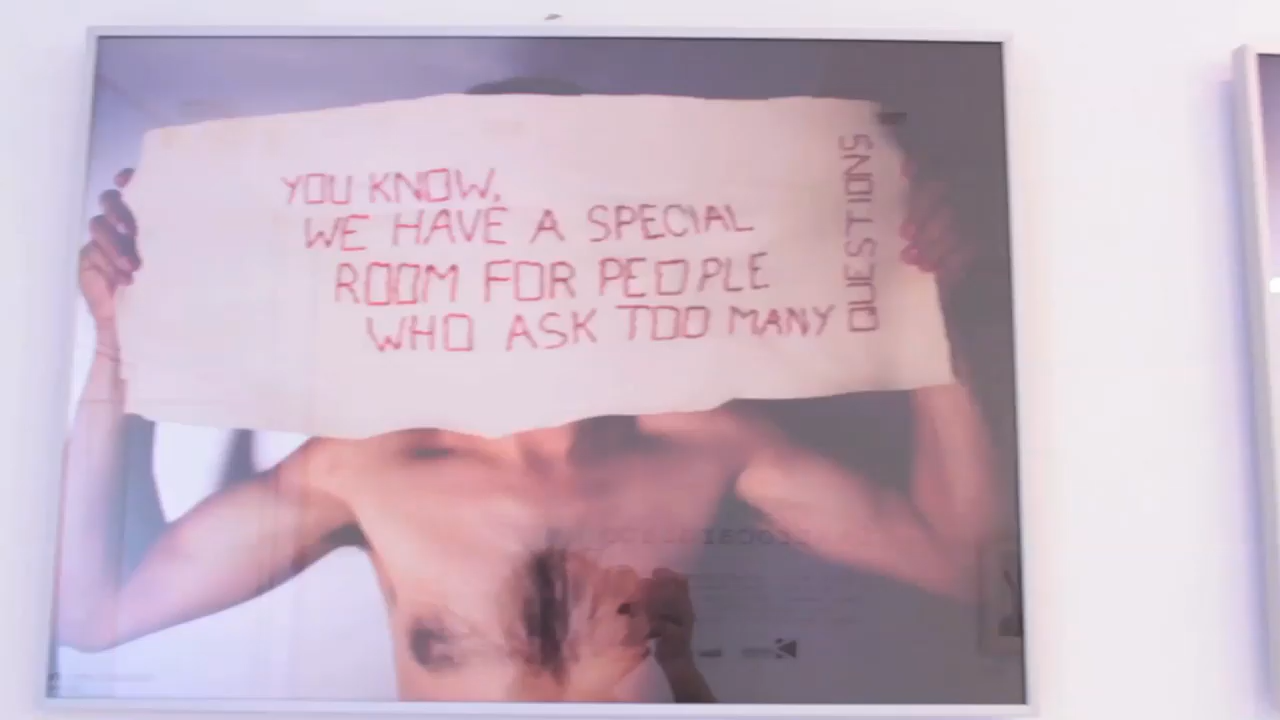 YOU KNOW,
WE HAVE A SPECIAL
ROOM FOR PEOPLE
WHO ASK TOO MANY
QUESTIONS